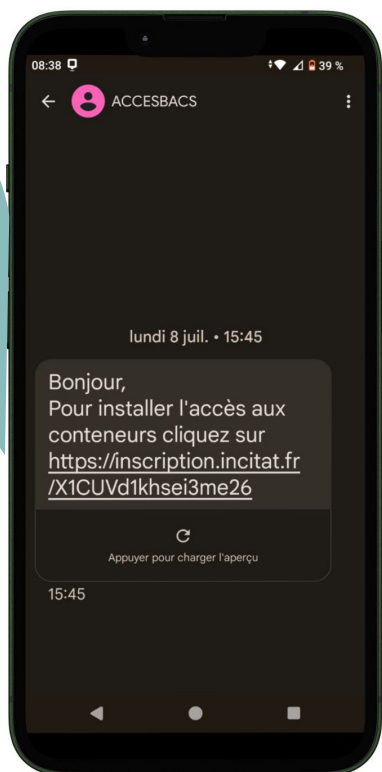 08:38 39 %
ACCESBACS
lundi 8 juil. • 15:45
Bonjour,
Pour installer l'accès aux
conteneurs cliquez sur
https://inscription.incitat.fr
/X1CUVd1khsei3me26
Appuyer pour charger l'aperçu
15:45